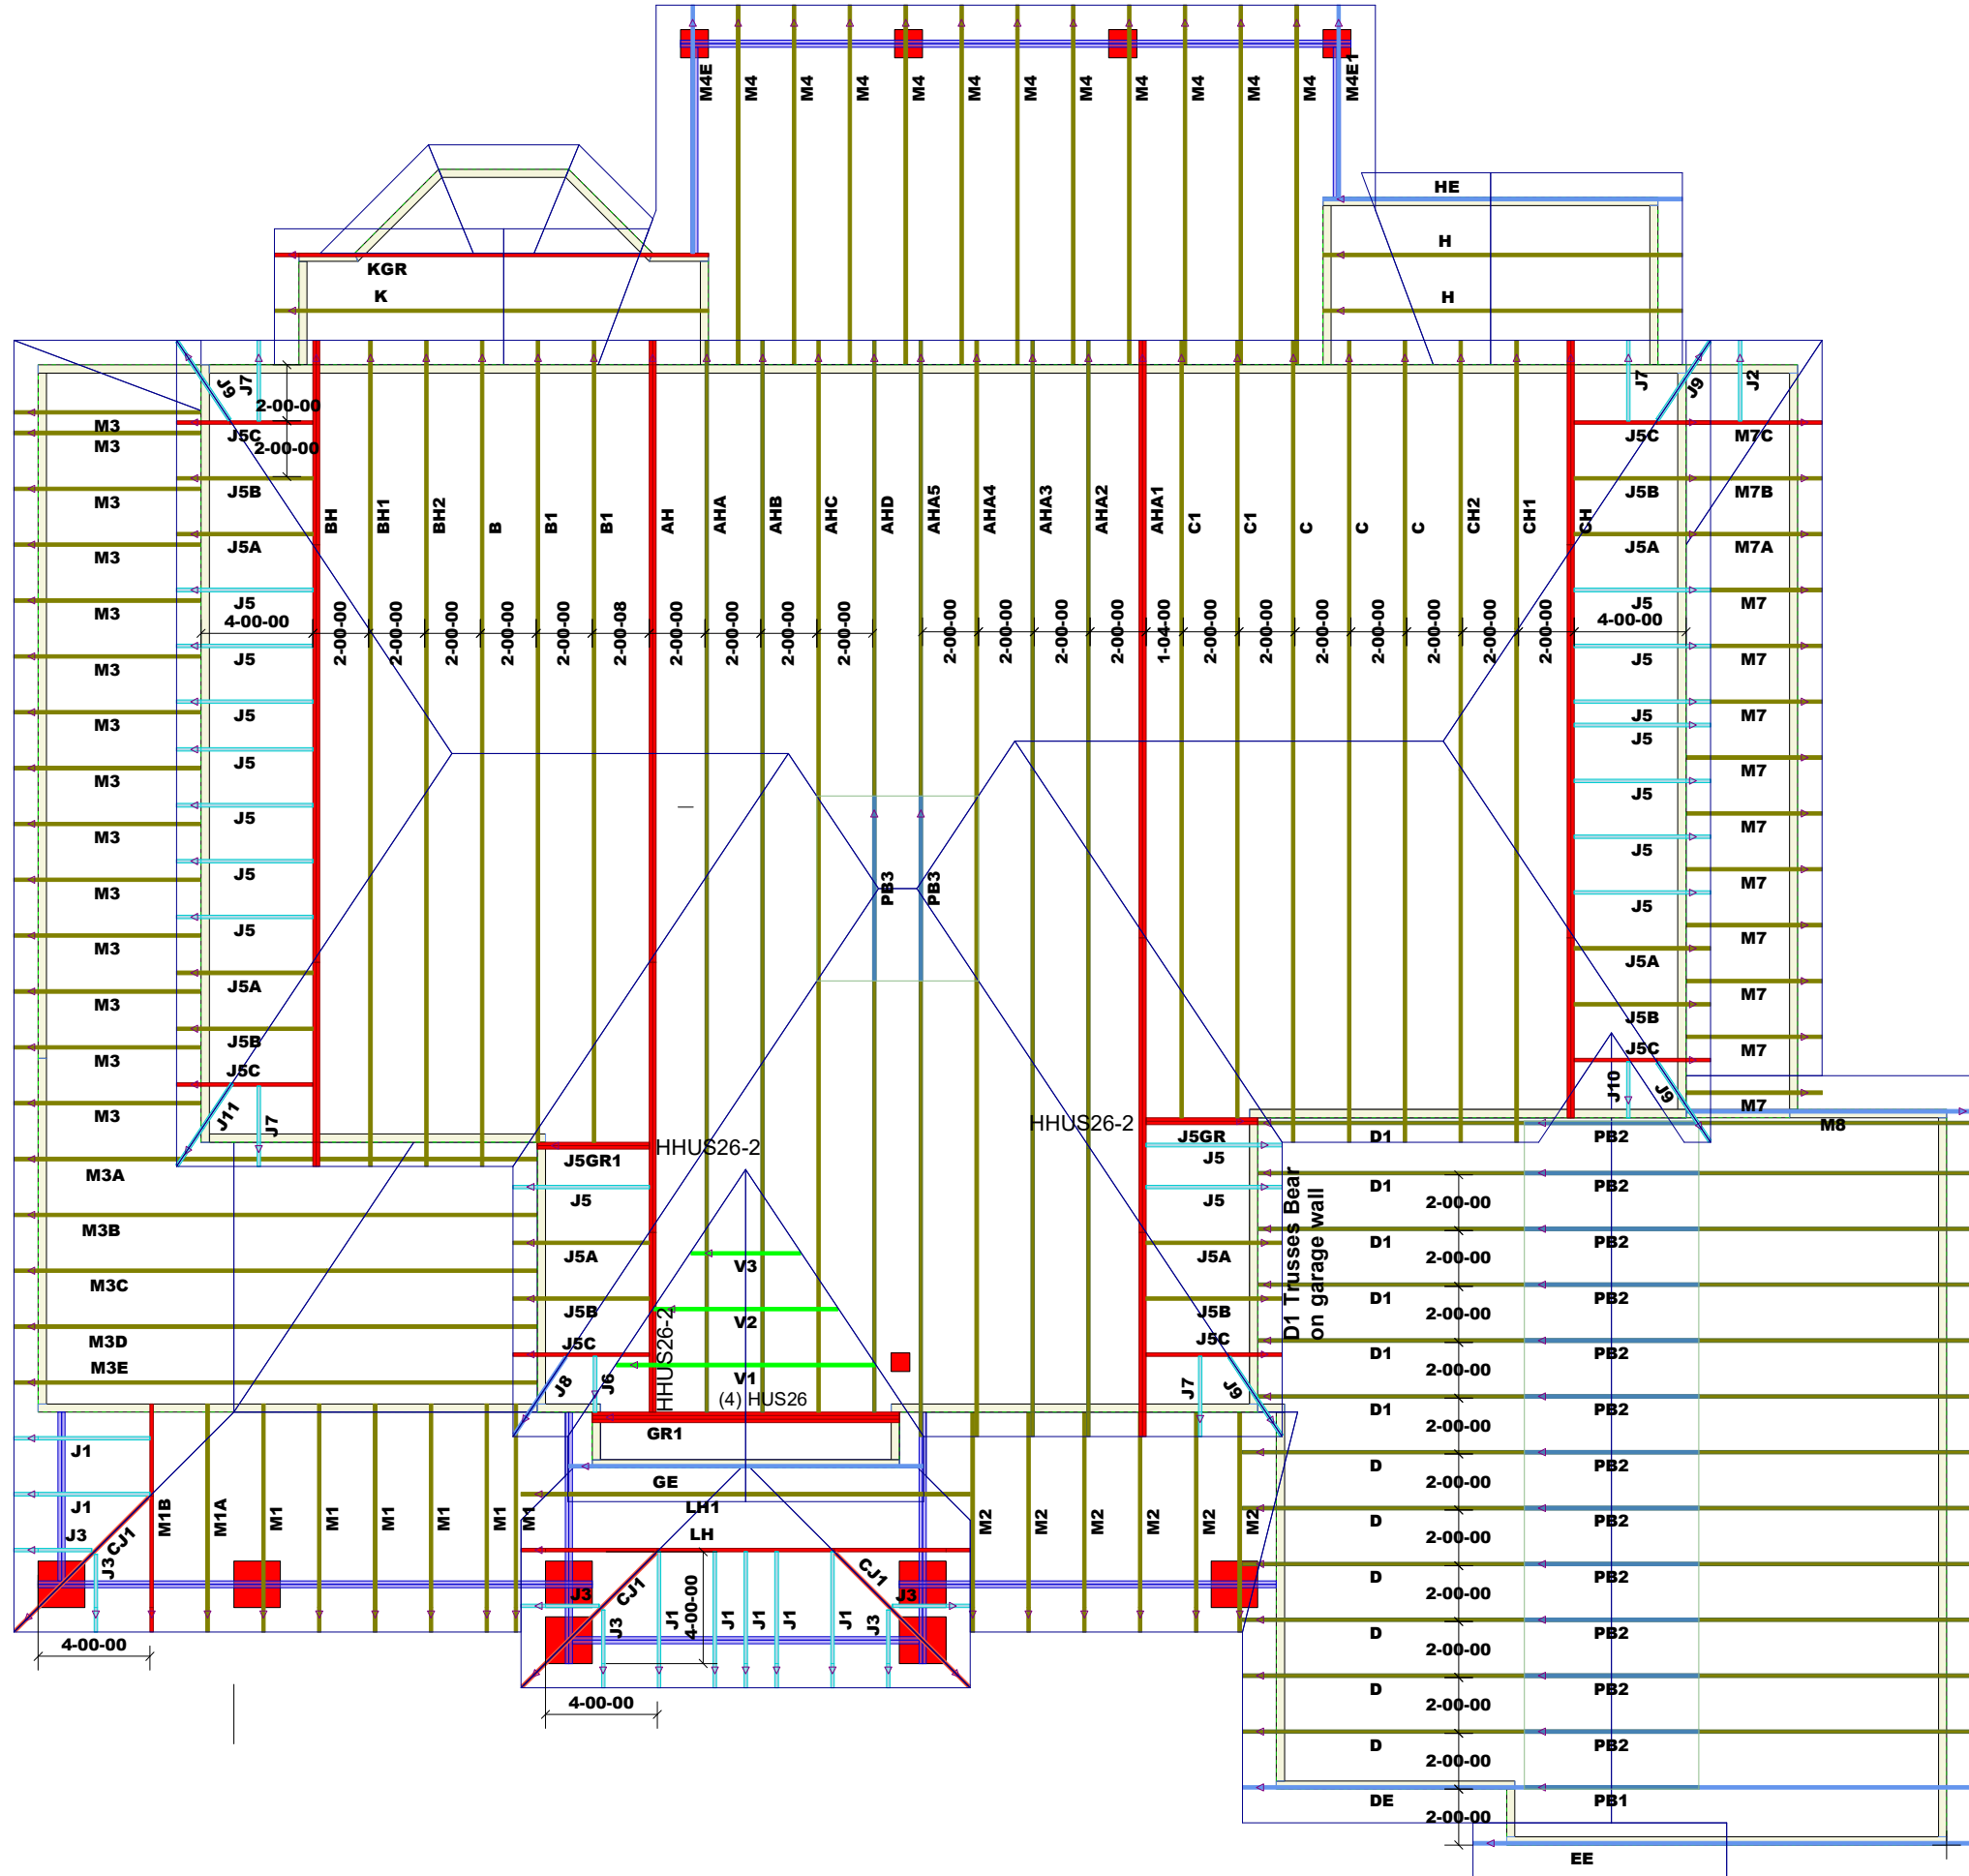 M4E M4 M4 M4 M4 M4 M4 M4 M4 M4 M4 M4E1
HE
H
KGR
K
H
J9 J7 2-00-00 J7 J9 J2
M3 J5C J5C M7C
M3 2-00-00
M3 J5B J5B M7B
BH BH1 BH2 B B1 B1 AH AHA AHB AHC AHD AHA5 AHA4 AHA3 AHA2 AHA1 C1 C1 C C C CH2 CH1 CH
M3 J5A J5A M7A
M3 J5 J5 M7
4-00-00 2-00-00 2-00-00 2-00-00 2-00-00 2-00-00 2-00-08 2-00-00 2-00-00 2-00-00 2-00-00 2-00-00 2-00-00 2-00-00 2-00-00 1-04-00 2-00-00 2-00-00 2-00-00 2-00-00 2-00-00 2-00-00 2-00-00 4-00-00
M3 J5 J5 M7
M3 J5 J5 M7
J5 J5
M3 M7
M3 J5 J5 M7
M3 J5 J5 M7
PB3 PB3
M3 J5 J5 M7
J5A J5A
M3 M7
M3 J5B J5B M7
J5C J5C
M3 J11 J7 J10 J9 M7
HHUS26-2 HHUS26-2
M8
J5GR1 J5GR D1 PB2
M3A J5 J5
J5 D1 PB2
2-00-00
M3B D1 PB2
D1 Trusses Bear
on garage wall
J5A V3 J5A
2-00-00
M3C D1 PB2
J5B V2 J5B
2-00-00
M3D J5C J5C D1 PB2
HHUS26-2
2-00-00
M3E J8 J6 V1 J7 J9 D1 PB2
(4) HUS26
2-00-00
GR1
J1 D PB2
GE
2-00-00
J1 M1B M1A M1 M1 M1 M1 M1 M1 LH1 M2 M2 M2 M2 M2 M2 D PB2
J3 CJ1 J3 LH
2-00-00
D PB2
CJ1 CJ1
J3 J3
2-00-00
J3 J1 4-00-00 J1 J1 J1 J1 J3 D PB2
4-00-00
2-00-00
D PB2
4-00-00
2-00-00
D PB2
2-00-00
DE PB1
2-00-00
EE